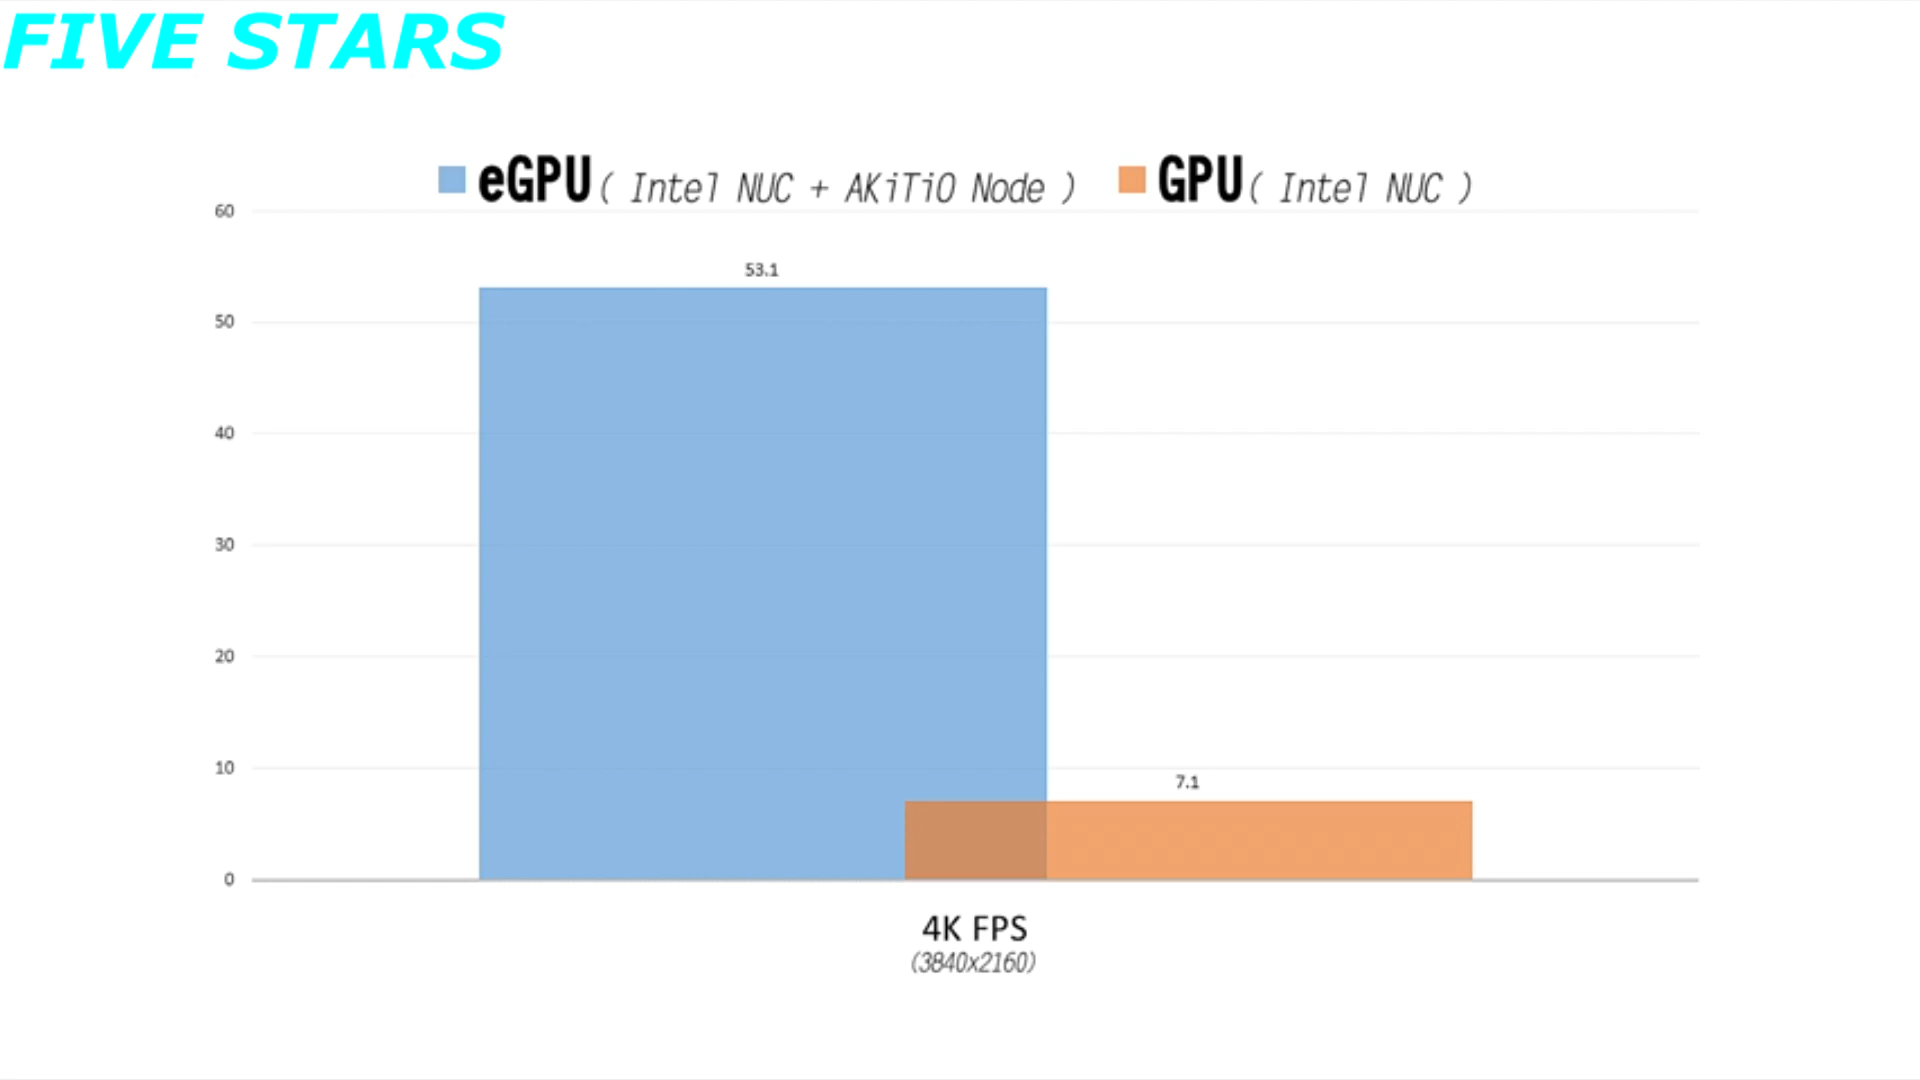 FIVE STARS
eGPU ( Intel NUC + AKiTiO Node ) GPU ( Intel NUC )
60
53.1
50
40
30
20
10
7.1
0
4K FPS
(3840x2160)